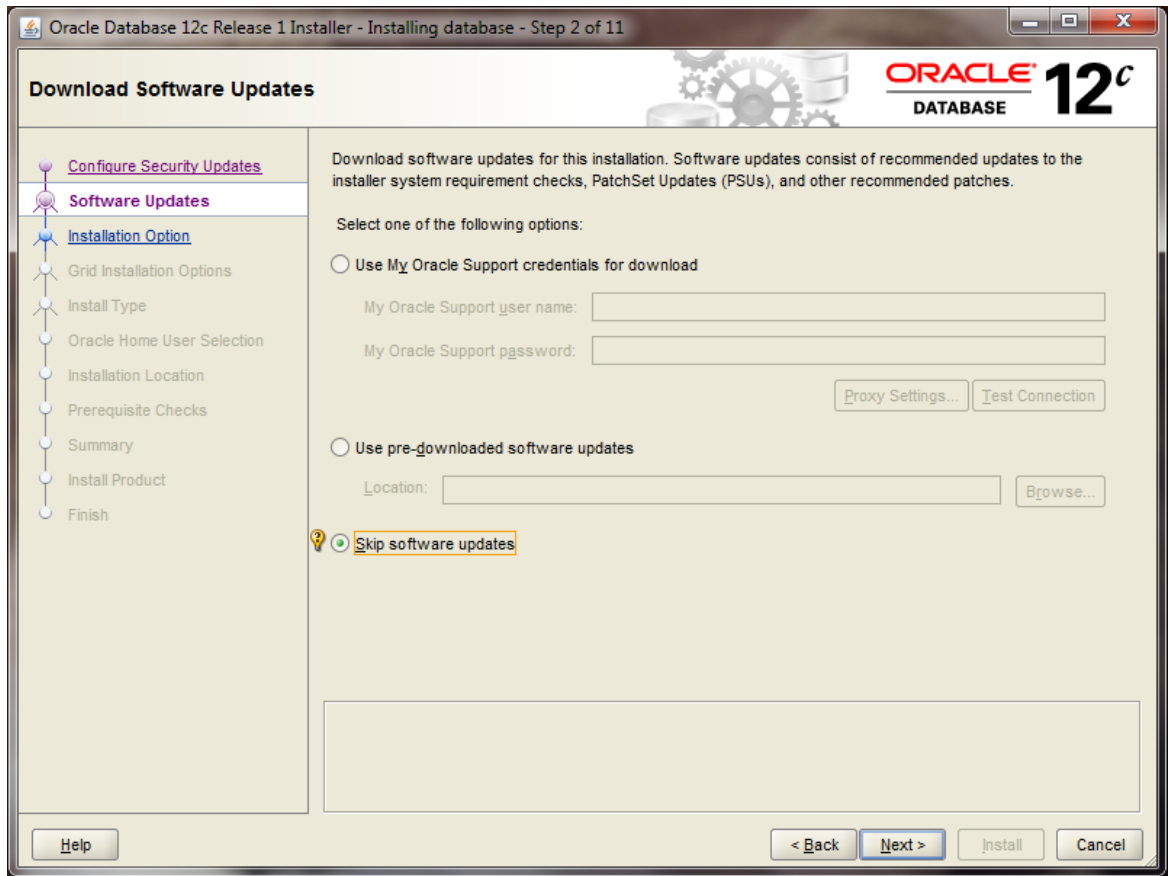 Oracle Database 12c Release 1 Installer - Installing database - Step 2 of 11
Download Software Updates
ORACLE
DATABASE
12c
Configure Security Updates
Software Updates
Installation Option
Grid Installation Options
Install Type
Oracle Home User Selection
Installation Location
Prerequisite Checks
Summary
Install Product
Finish
Download software updates for this installation. Software updates consist of recommended updates to the
installer system requirement checks, PatchSet Updates (PSUs), and other recommended patches.
Select one of the following options:
Use My Oracle Support credentials for download
My Oracle Support user name:
My Oracle Support password:
Proxy Settings...
Test Connection
Use pre-downloaded software updates
Location:
Browse...
Skip software updates
Help
< Back
Next >
Install
Cancel